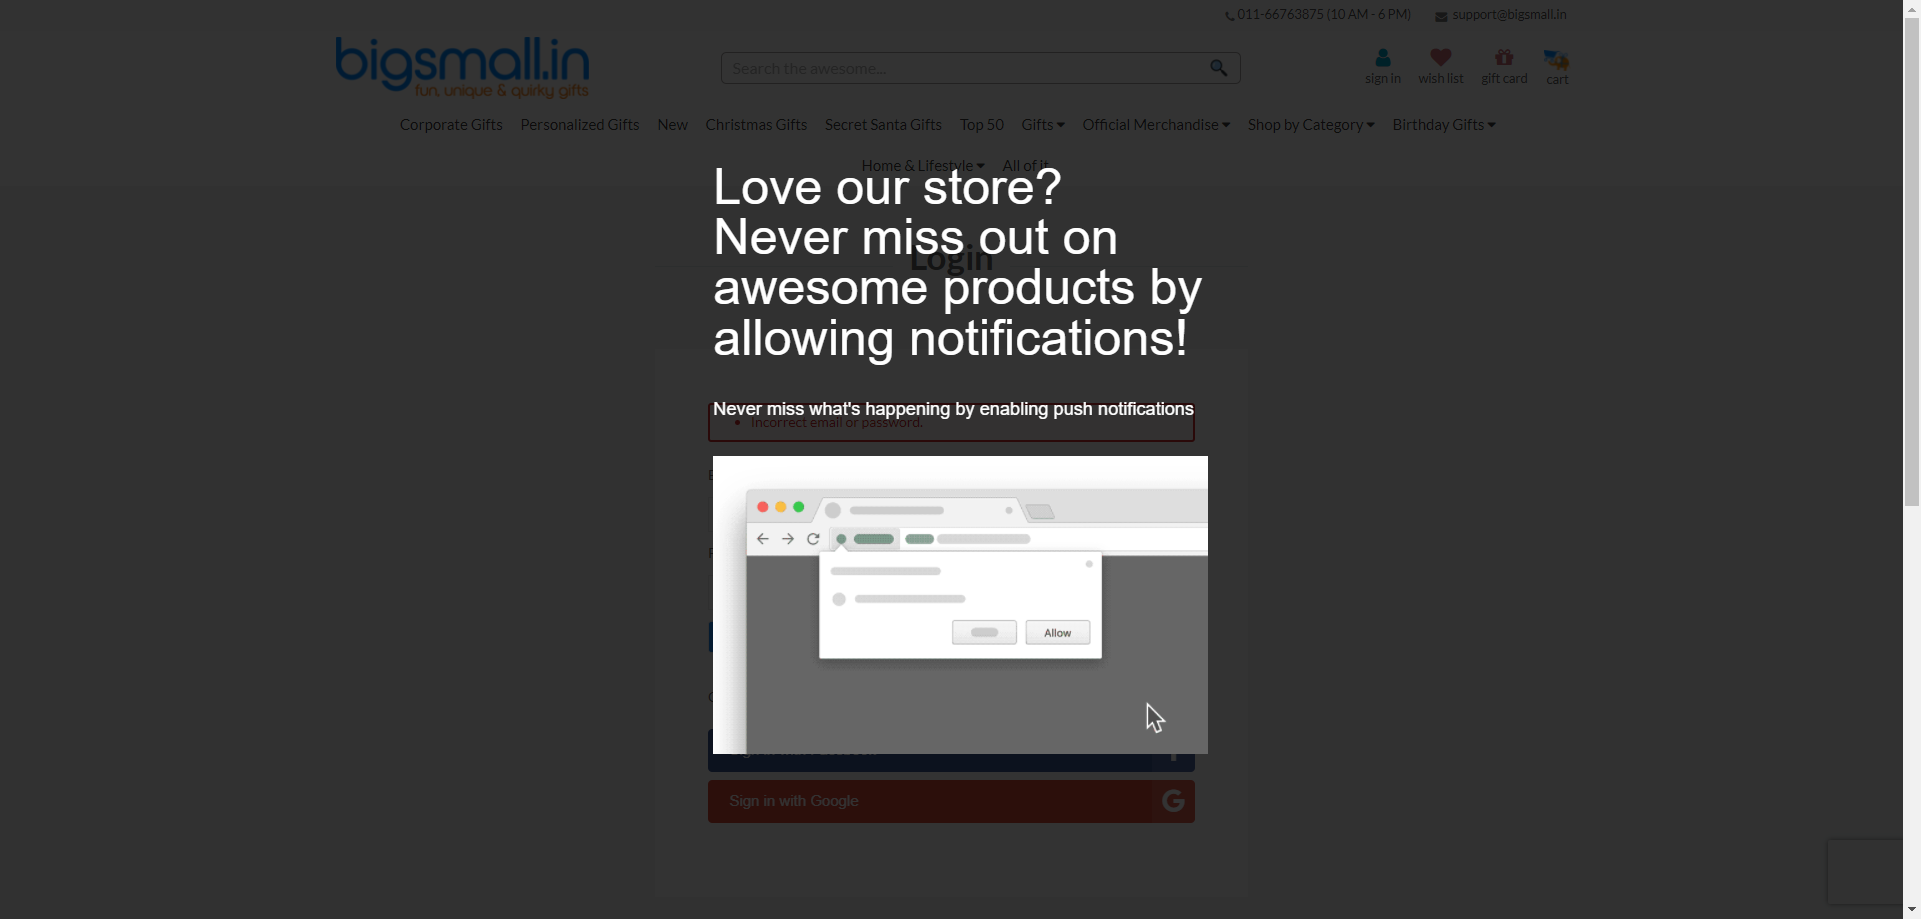 011-66763875 (10 AM - 6 PM) support@bigsmall.in
bigsmall.in
fun, unique & quirky gifts
Search the awesome...
sign in wish list gift card cart
Corporate Gifts Personalized Gifts New Christmas Gifts Secret Santa Gifts Top 50 Gifts Official Merchandise Shop by Category Birthday Gifts
Home & Lifestyle All of it
Login
Love our store?
Never miss out on
awesome products by
allowing notifications!
Never miss what's happening by enabling push notifications
Incorrect email or password.
Allow
Sign in with Google
G